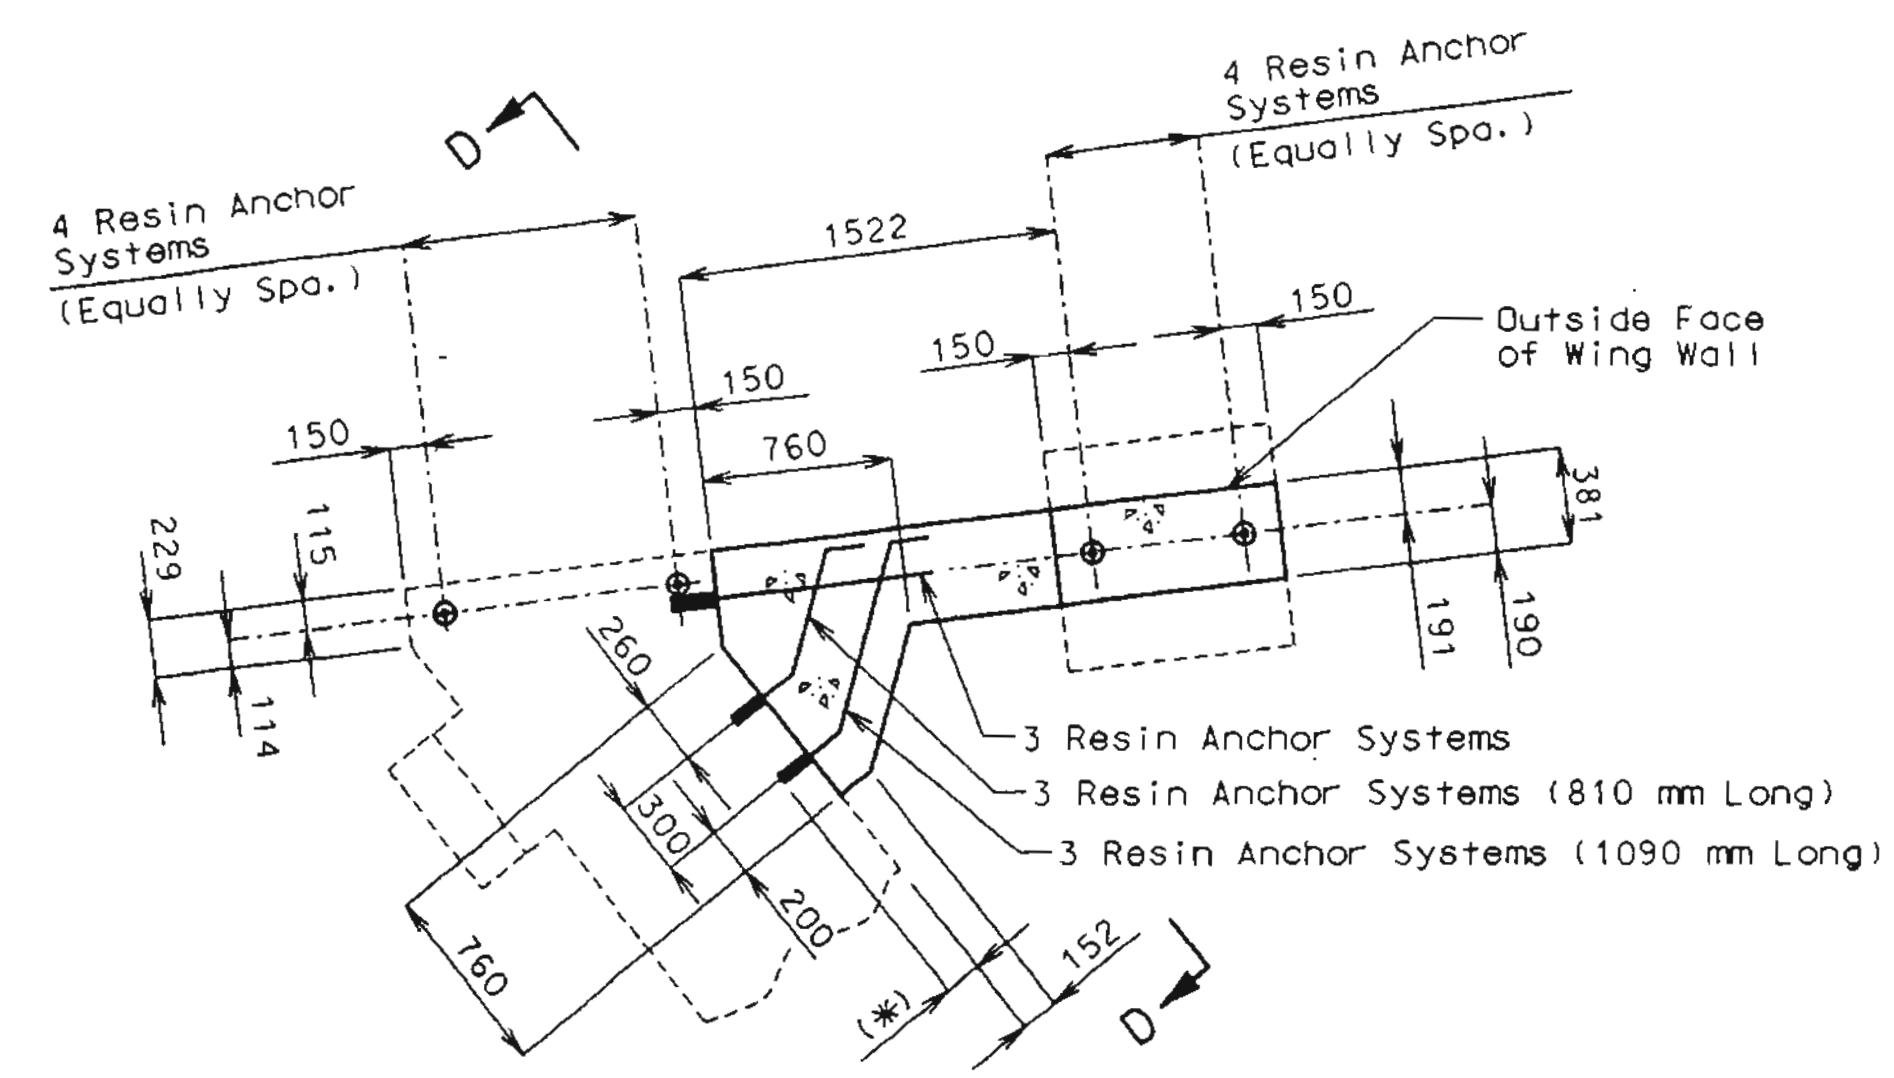 4 Resin Anchor
Systems
(Equally Spa.)
D
4 Resin Anchor
Systems
(Equally Spa.)
1522
150
150
Outside Face
of Wing Wall
150
150
760
381
229
115
114
191
190
260
300
200
760
(*)
152
3 Resin Anchor Systems
3 Resin Anchor Systems (810 mm Long)
3 Resin Anchor Systems (1090 mm Long)
D